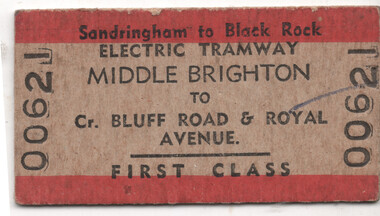 Sandringham to Black Rock
ELECTRIC TRAMWAY
MIDDLE BRIGHTON
TO
Cr. BLUFF ROAD & ROYAL
AVENUE.
FIRST CLASS
00621
00621